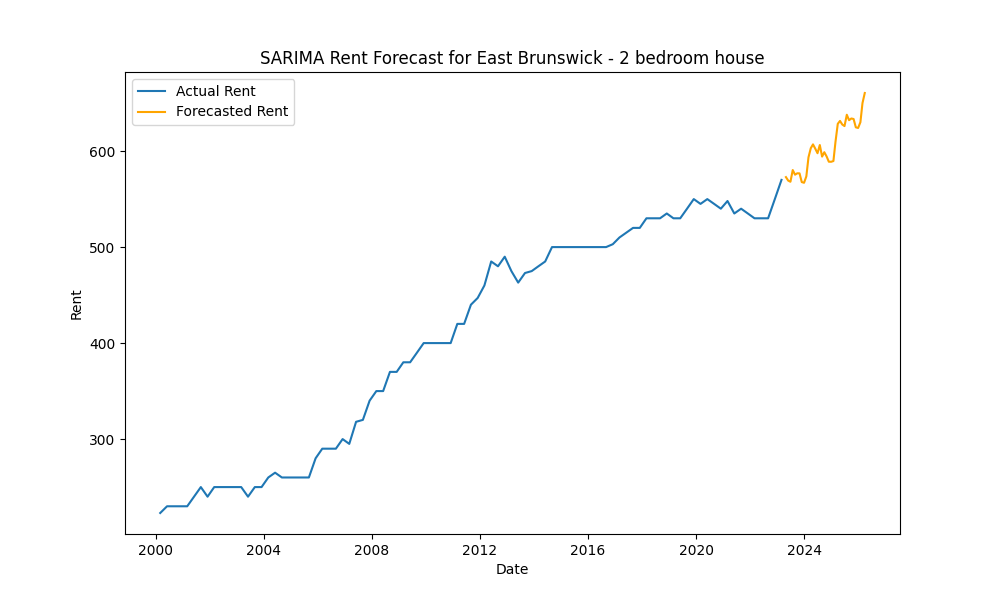 SARIMA Rent Forecast for East Brunswick - 2 bedroom house
Actual Rent
Forecasted Rent
600
500
400
300
Rent
2000 2004 2008 2012 2016 2020 2024
Date